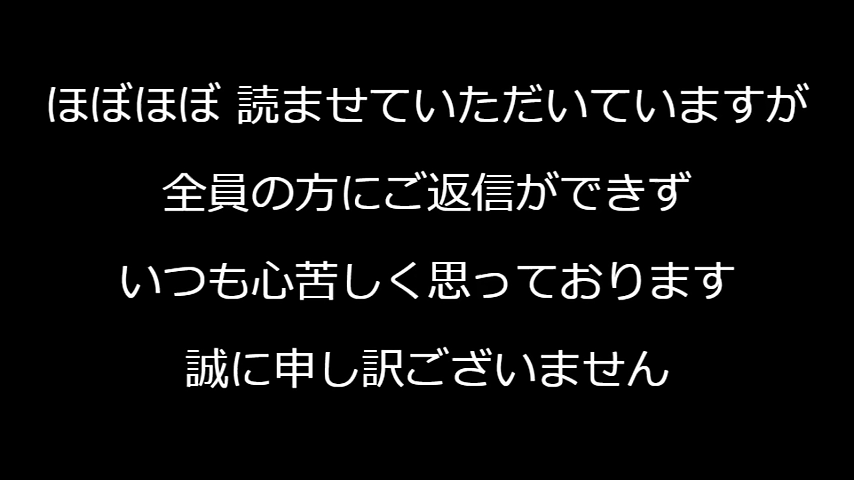 ほぼほぼ 読ませていただいていますが
全員の方にご返信ができず
いつも心苦しく思っております
誠に申し訳ございません